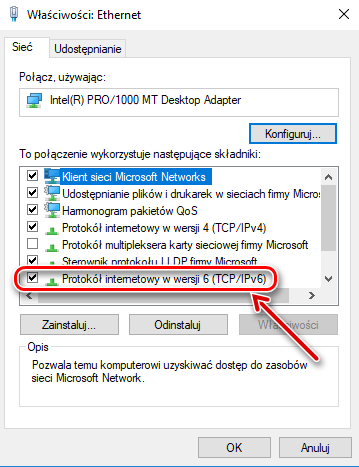 Właściwości: Ethernet
Sieć
Udostępnianie
Połącz, używając:
Intel(R) PRO/1000 MT Desktop Adapter
Konfiguruj...
To połączenie wykorzystuje następujące składniki:
Klient sieci Microsoft Networks
Udostępnianie plików i drukarek w sieciach firmy Micros
Harmonogram pakietów QoS
Protokół internetowy w wersji 4 (TCP/IPv4)
Protokół multipleksera karty sieciowej firmy Microsoft
Sterownik protokołu LLDP firmy Microsoft
Protokół internetowy w wersji 6 (TCP/IPv6)
Zainstaluj...
Odinstaluj
Właściwości
Opis
Pozwala temu komputerowi uzyskiwać dostęp do zasobów
sieci Microsoft Network.
OK
Anuluj